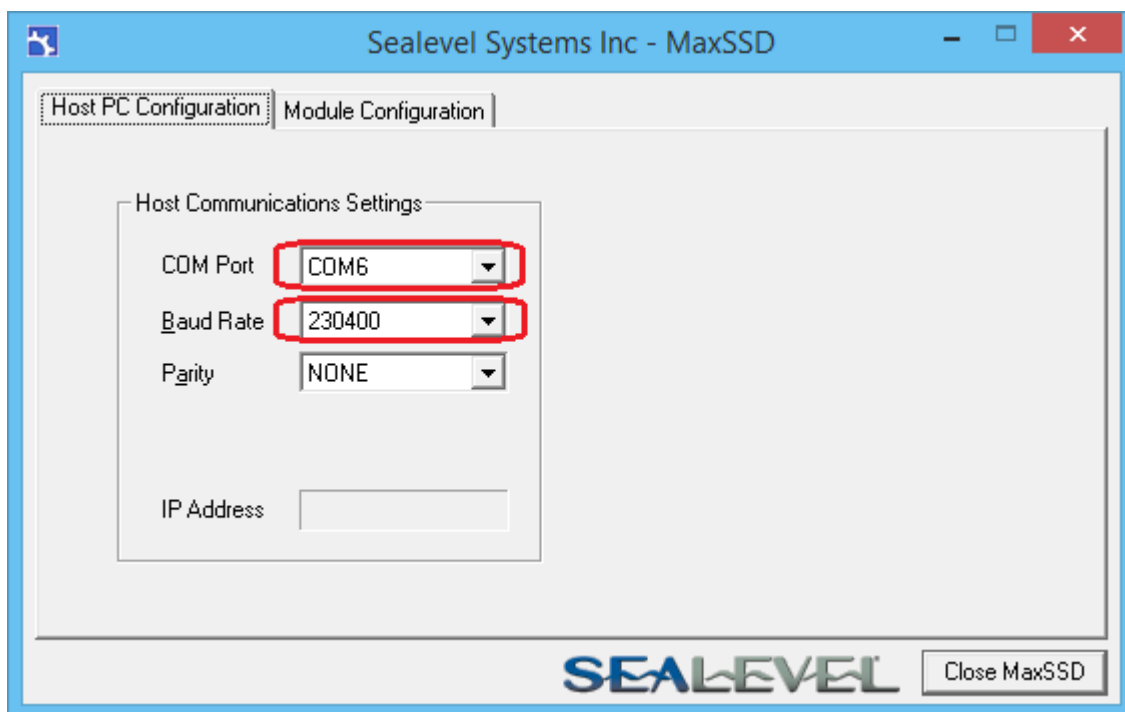 Sealevel Systems Inc - MaxSSD
Host PC Configuration Module Configuration
Host Communications Settings
COM Port COM6
Baud Rate 230400
Parity NONE
IP Address
SEALEVEL Close MaxSSD